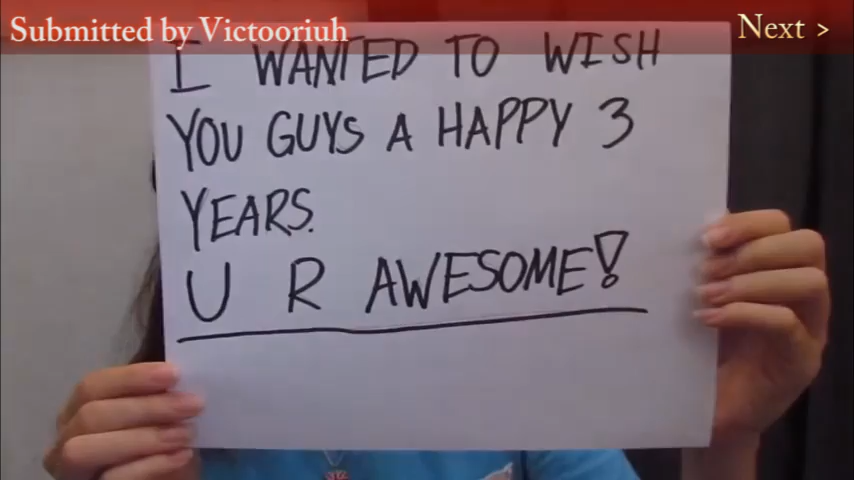 Submitted by Victooriuh
Next >
I WANTED TO WISH
YOU GUYS A HAPPY 3
YEARS.
U R AWESOME!